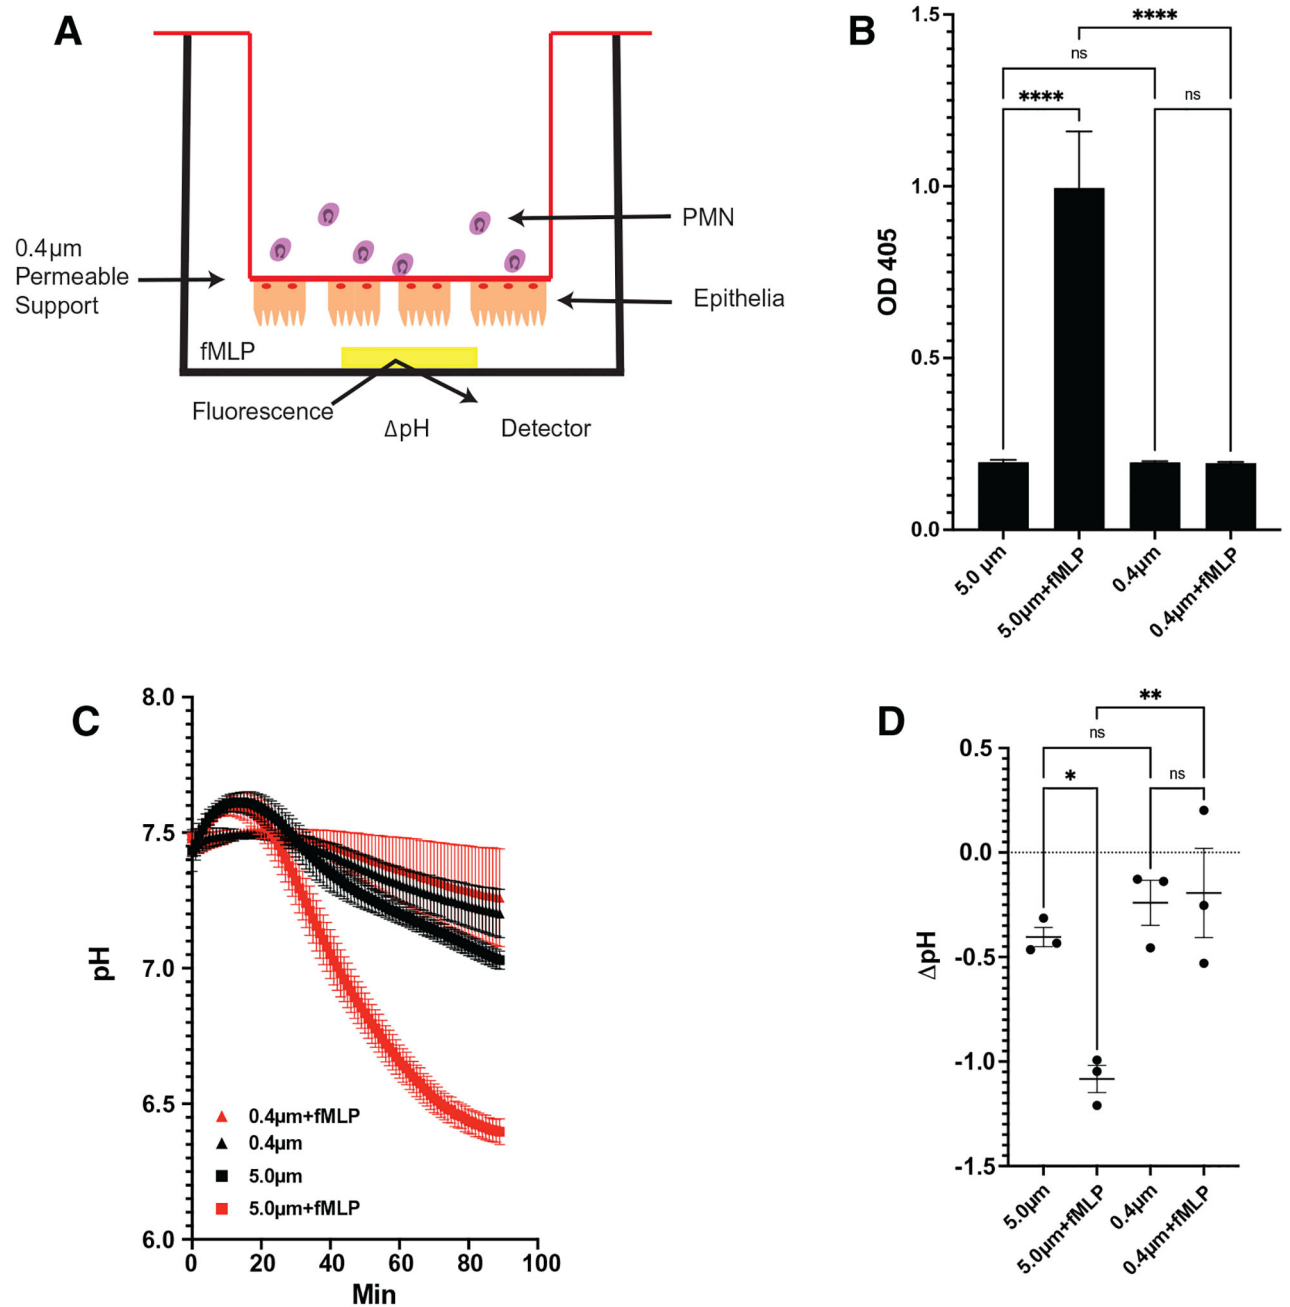 A
0.4μm
Permeable
Support
PMN
Epithelia
fMLP
Fluorescence
ΔpH
Detector
B
OD 405
1.5
1.0
0.5
0.0
****
ns
****
ns
5.0 μm
5.0μm+fMLP
0.4μm
0.4μm+fMLP
C
pH
8.0
7.5
7.0
6.5
6.0
0.4μm+fMLP
0.4μm
5.0μm
5.0μm+fMLP
0 20 40 60 80 100
Min
D
ΔpH
0.5
0.0
-0.5
-1.0
-1.5
**
ns
*
ns
5.0μm
5.0μm+fMLP
0.4μm
0.4μm+fMLP